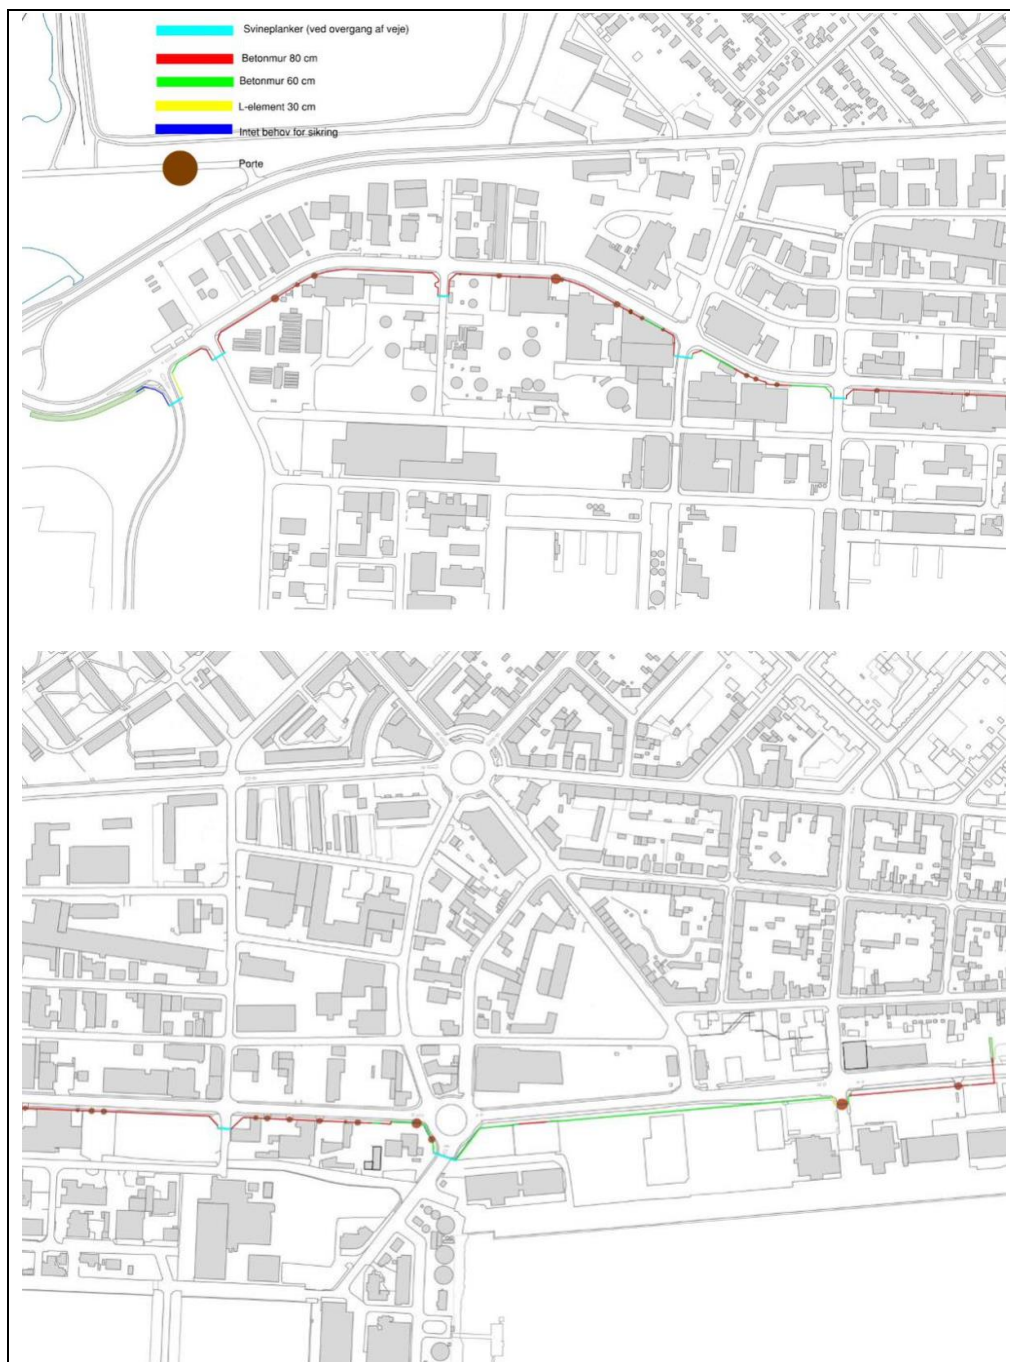 Svineplanker (ved overgang af veje)
Betonmur 80 cm
Betonmur 60 cm
L-element 30 cm
Intet behov for sikring
Porte